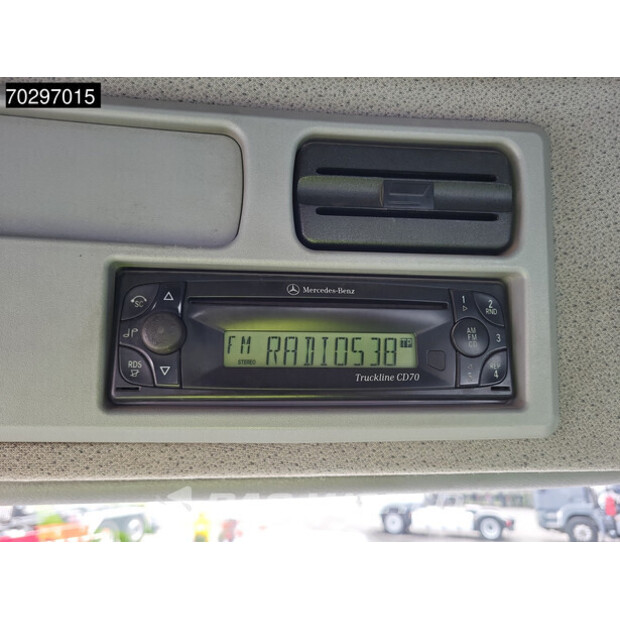 70297015
Mercedes-Benz
SC
RDS
FM RADIO538 TP
STEREO
Truckline CD70
1
2
RND
AM
FM
CD
3
REP
4